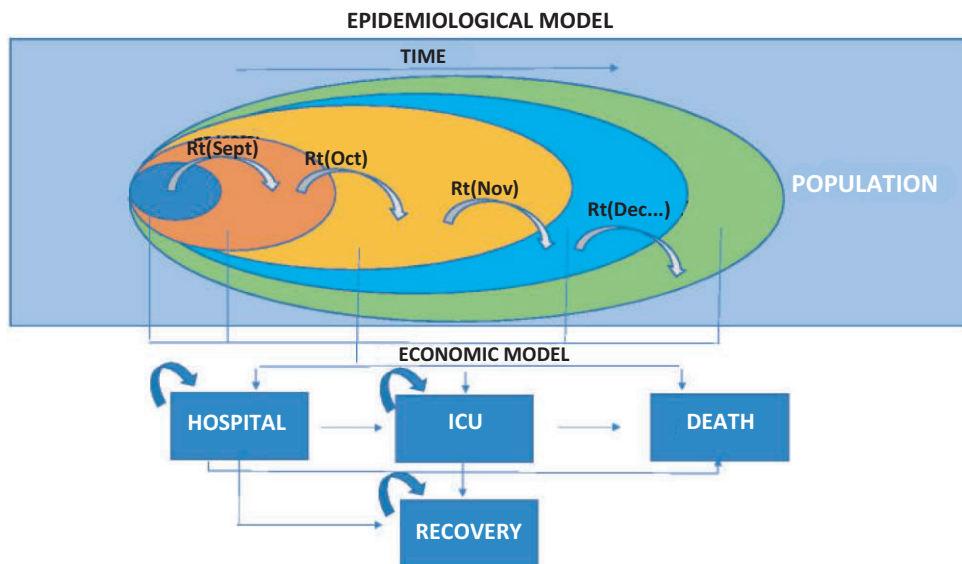 EPIDEMIOLOGICAL MODEL
TIME
Rt(Sept)
Rt(Oct)
Rt(Nov)
Rt(Dec...)
POPULATION
ECONOMIC MODEL
HOSPITAL
ICU
DEATH
RECOVERY